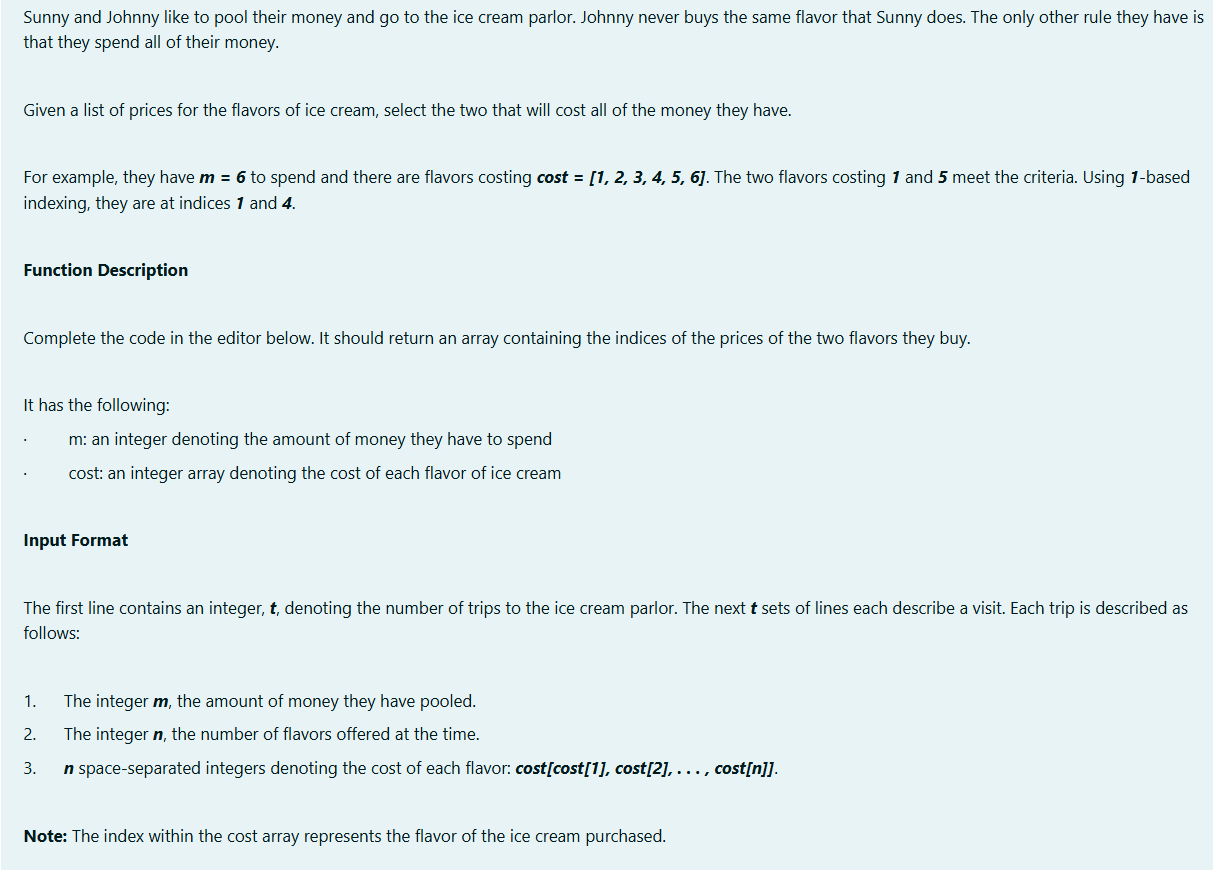 Sunny and Johnny like to pool their money and go to the ice cream parlor. Johnny never buys the same flavor that Sunny does. The only other rule they have is
that they spend all of their money.
Given a list of prices for the flavors of ice cream, select the two that will cost all of the money they have.
For example, they have m = 6 to spend and there are flavors costing cost = [1, 2, 3, 4, 5, 6]. The two flavors costing 1 and 5 meet the criteria. Using 1-based
indexing, they are at indices 1 and 4.
Function Description
Complete the code in the editor below. It should return an array containing the indices of the prices of the two flavors they buy.
It has the following:
· m: an integer denoting the amount of money they have to spend
· cost: an integer array denoting the cost of each flavor of ice cream
Input Format
The first line contains an integer, t, denoting the number of trips to the ice cream parlor. The next t sets of lines each describe a visit. Each trip is described as
follows:
1. The integer m, the amount of money they have pooled.
2. The integer n, the number of flavors offered at the time.
3. n space-separated integers denoting the cost of each flavor: cost[cost[1], cost[2], . . . , cost[n]].
Note: The index within the cost array represents the flavor of the ice cream purchased.